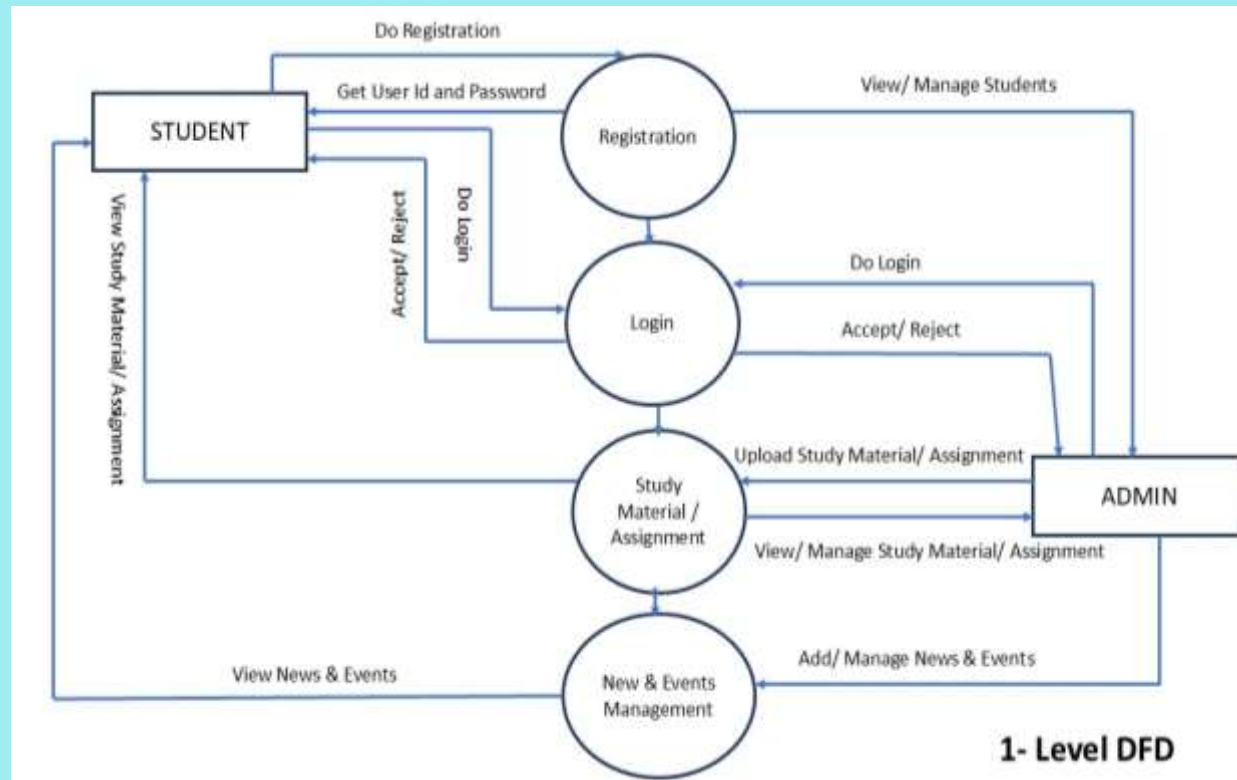 Do Registration
Get User Id and Password
View/ Manage Students
STUDENT
Registration
View Study Material/ Assignment
Accept/ Reject
Do Login
Do Login
Login
Accept/ Reject
Upload Study Material/ Assignment
Study
Material /
Assignment
ADMIN
View/ Manage Study Material/ Assignment
Add/ Manage News & Events
View News & Events
New & Events
Management
1- Level DFD